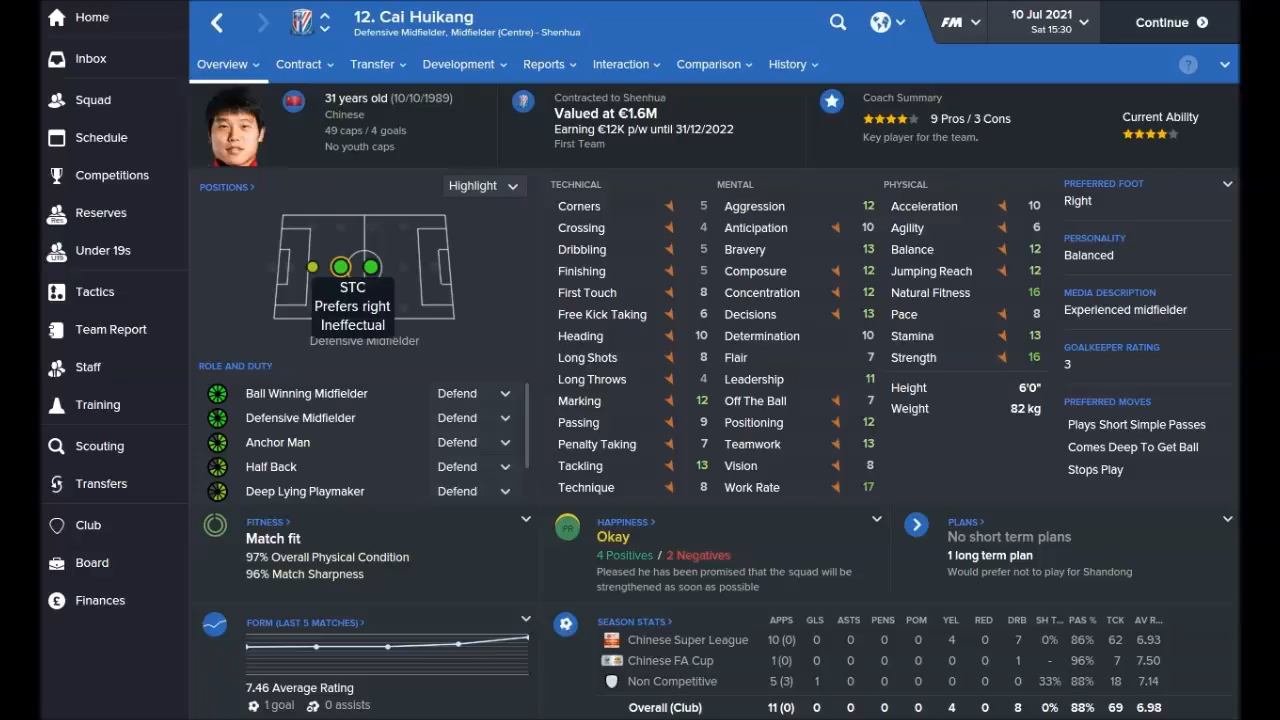 Home
Inbox
Squad
Schedule
Competitions
Res
Reserves
U19
Under 19s
Tactics
Team Report
Staff
Training
Scouting
Transfers
Club
Board
Finances
12. Cai Huikang
Defensive Midfielder, Midfielder (Centre) - Shenhua
FM
10 Jul 2021
Sat 15:30
Continue
Overview Contract Transfer Development Reports Interaction Comparison History ?
31 years old (10/10/1989)
Chinese
49 caps / 4 goals
No youth caps
Contracted to Shenhua
Valued at €1.6M
Earning €12K p/w until 31/12/2022
First Team
Coach Summary
9 Pros / 3 Cons
Key player for the team.
Current Ability
POSITIONS >
Highlight
STC
Prefers right
Ineffectual
Defensive Midfielder
ROLE AND DUTY
Ball Winning Midfielder Defend
Defensive Midfielder Defend
Anchor Man Defend
Half Back Defend
Deep Lying Playmaker Defend
TECHNICAL
Corners 5
Crossing 4
Dribbling 5
Finishing 5
First Touch 8
Free Kick Taking 6
Heading 10
Long Shots 8
Long Throws 4
Marking 12
Passing 9
Penalty Taking 7
Tackling 13
Technique 8
MENTAL
Aggression 12
Anticipation 10
Bravery 13
Composure 12
Concentration 12
Decisions 13
Determination 10
Flair 7
Leadership 11
Off The Ball 7
Positioning 12
Teamwork 13
Vision 8
Work Rate 17
PHYSICAL
Acceleration 10
Agility 6
Balance 12
Jumping Reach 12
Natural Fitness 16
Pace 8
Stamina 13
Strength 16
Height 6'0"
Weight 82 kg
PREFERRED FOOT
Right
PERSONALITY
Balanced
MEDIA DESCRIPTION
Experienced midfielder
GOALKEEPER RATING
3
PREFERRED MOVES
Plays Short Simple Passes
Comes Deep To Get Ball
Stops Play
FITNESS >
Match fit
97% Overall Physical Condition
96% Match Sharpness
PR
HAPPINESS >
Okay
4 Positives / 2 Negatives
Pleased he has been promised that the squad will be
strengthened as soon as possible
PLANS >
No short term plans
1 long term plan
Would prefer not to play for Shandong
FORM (LAST 5 MATCHES) >
7.46 Average Rating
1 goal 0 assists
SEASON STATS > APPS GLS ASTS PENS POM YEL RED DRB SH T... PAS % TCK AV R...
Chinese Super League 10 (0) 0 0 0 0 4 0 7 0% 86% 62 6.93
Chinese FA Cup 1 (0) 0 0 0 0 0 0 1 - 96% 7 7.50
Non Competitive 5 (3) 1 0 0 0 0 0 0 33% 88% 18 7.14
Overall (Club) 11 (0) 0 0 0 0 4 0 8 0% 88% 69 6.98